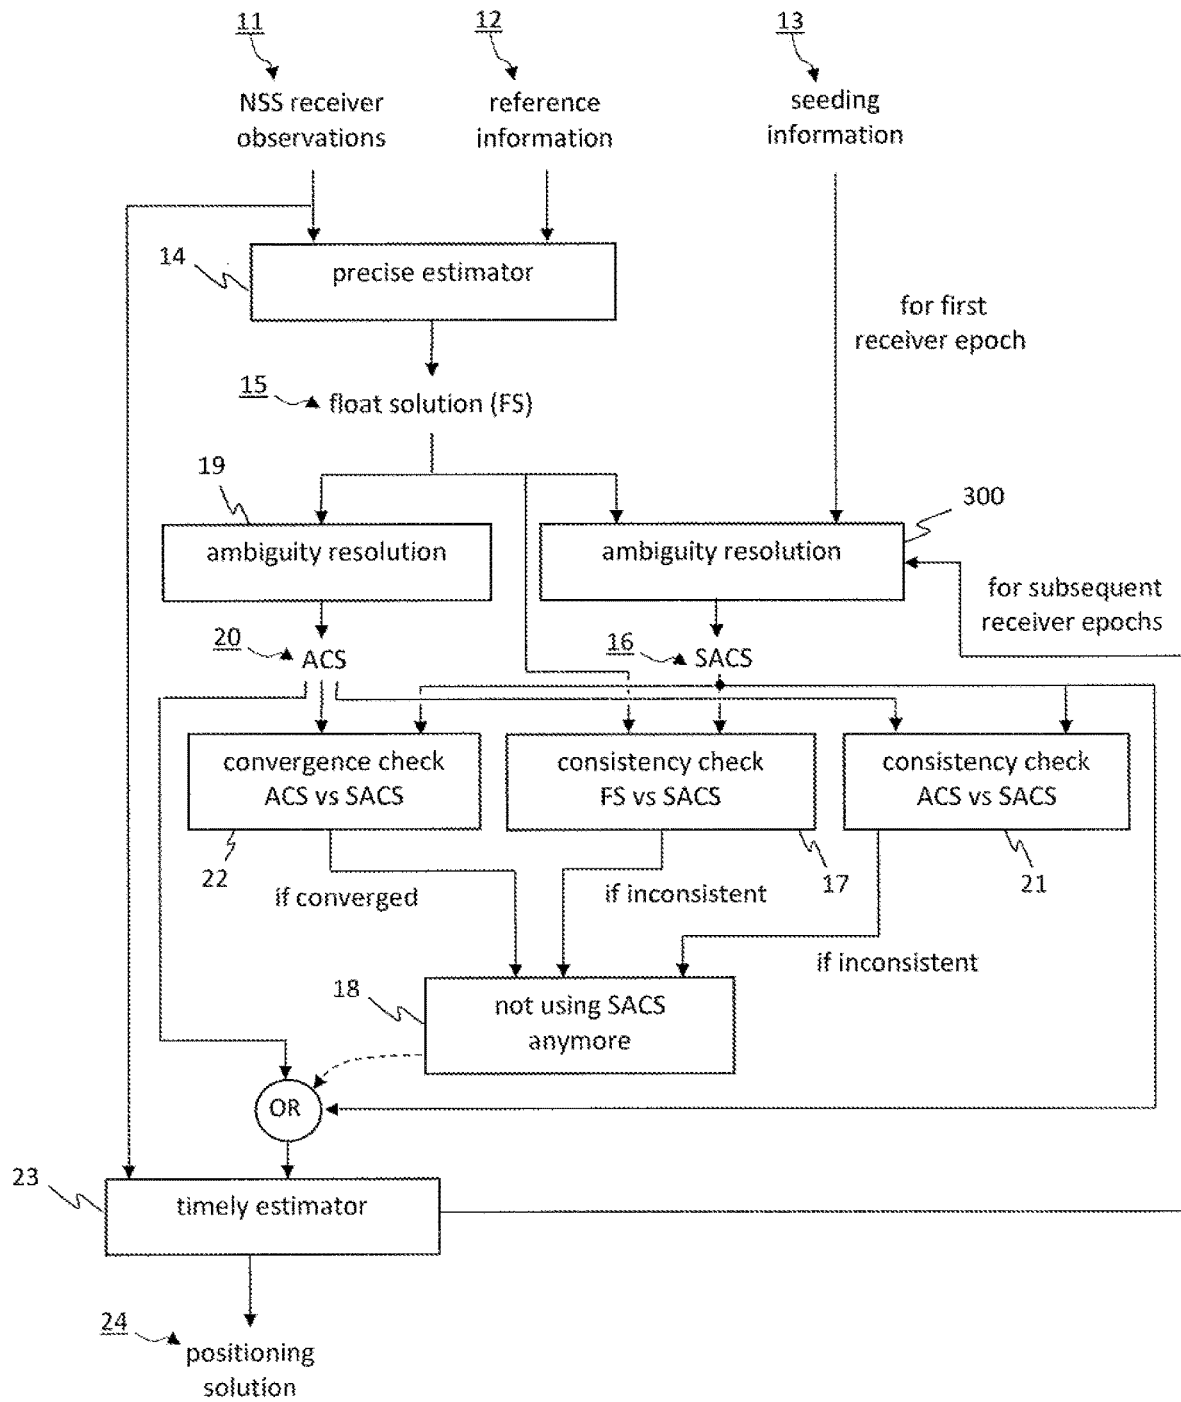 11
12
13
NSS receiver
observations
reference
information
seeding
information
14
precise estimator
for first
receiver epoch
15
float solution (FS)
19
300
ambiguity resolution
ambiguity resolution
for subsequent
receiver epochs
20
ACS
16
SACS
convergence check
ACS vs SACS
consistency check
FS vs SACS
consistency check
ACS vs SACS
22
17
21
if converged
if inconsistent
if inconsistent
18
not using SACS
anymore
OR
23
timely estimator
24
positioning
solution